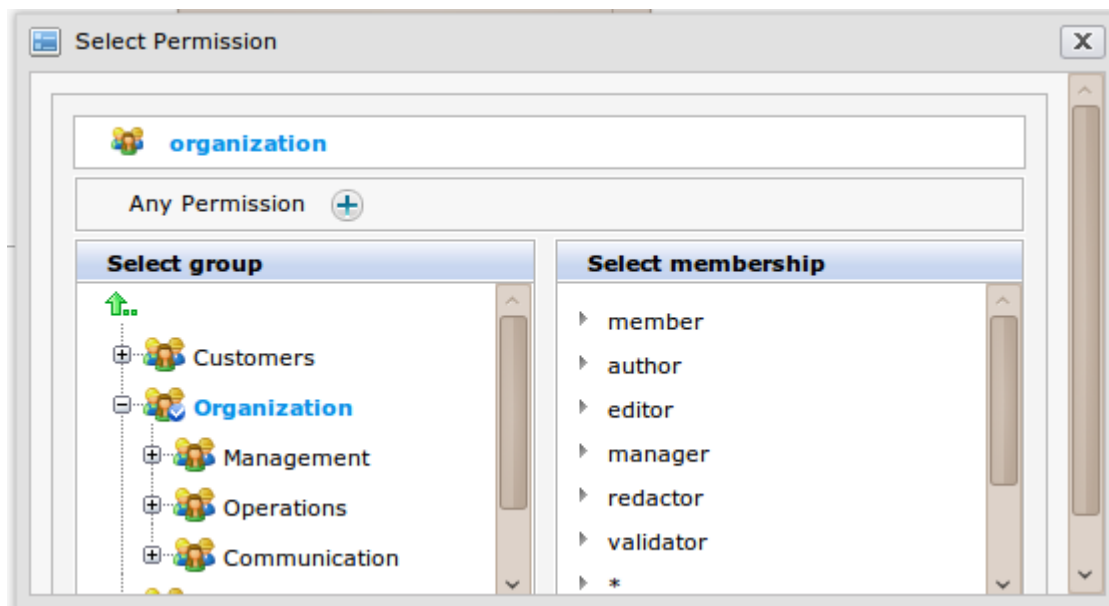 Select Permission
X
organization
Any Permission
Select group
..
Customers
Organization
Management
Operations
Communication
Select membership
member
author
editor
manager
redactor
validator
*